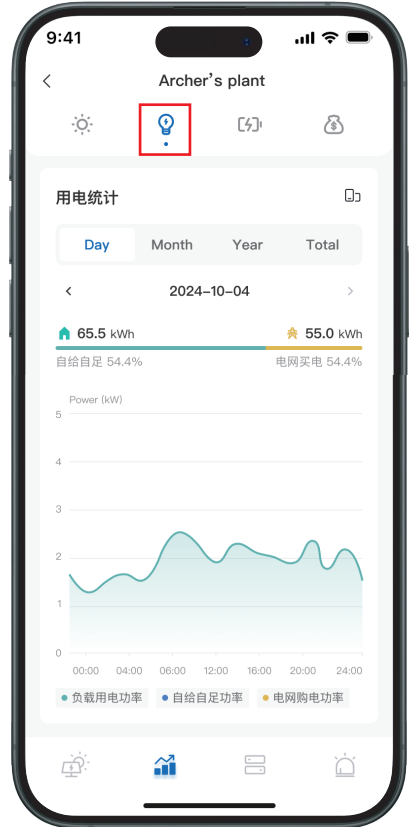 9:41
Archer's plant
用电统计
Day Month Year Total
2024-10-04
65.5 kWh 55.0 kWh
自给自足 54.4% 电网买电 54.4%
Power (kW)
5
4
3
2
1
0
00:00 04:00 06:00 12:00 16:00 20:00 24:00
负载用电功率 自给自足功率 电网购电功率